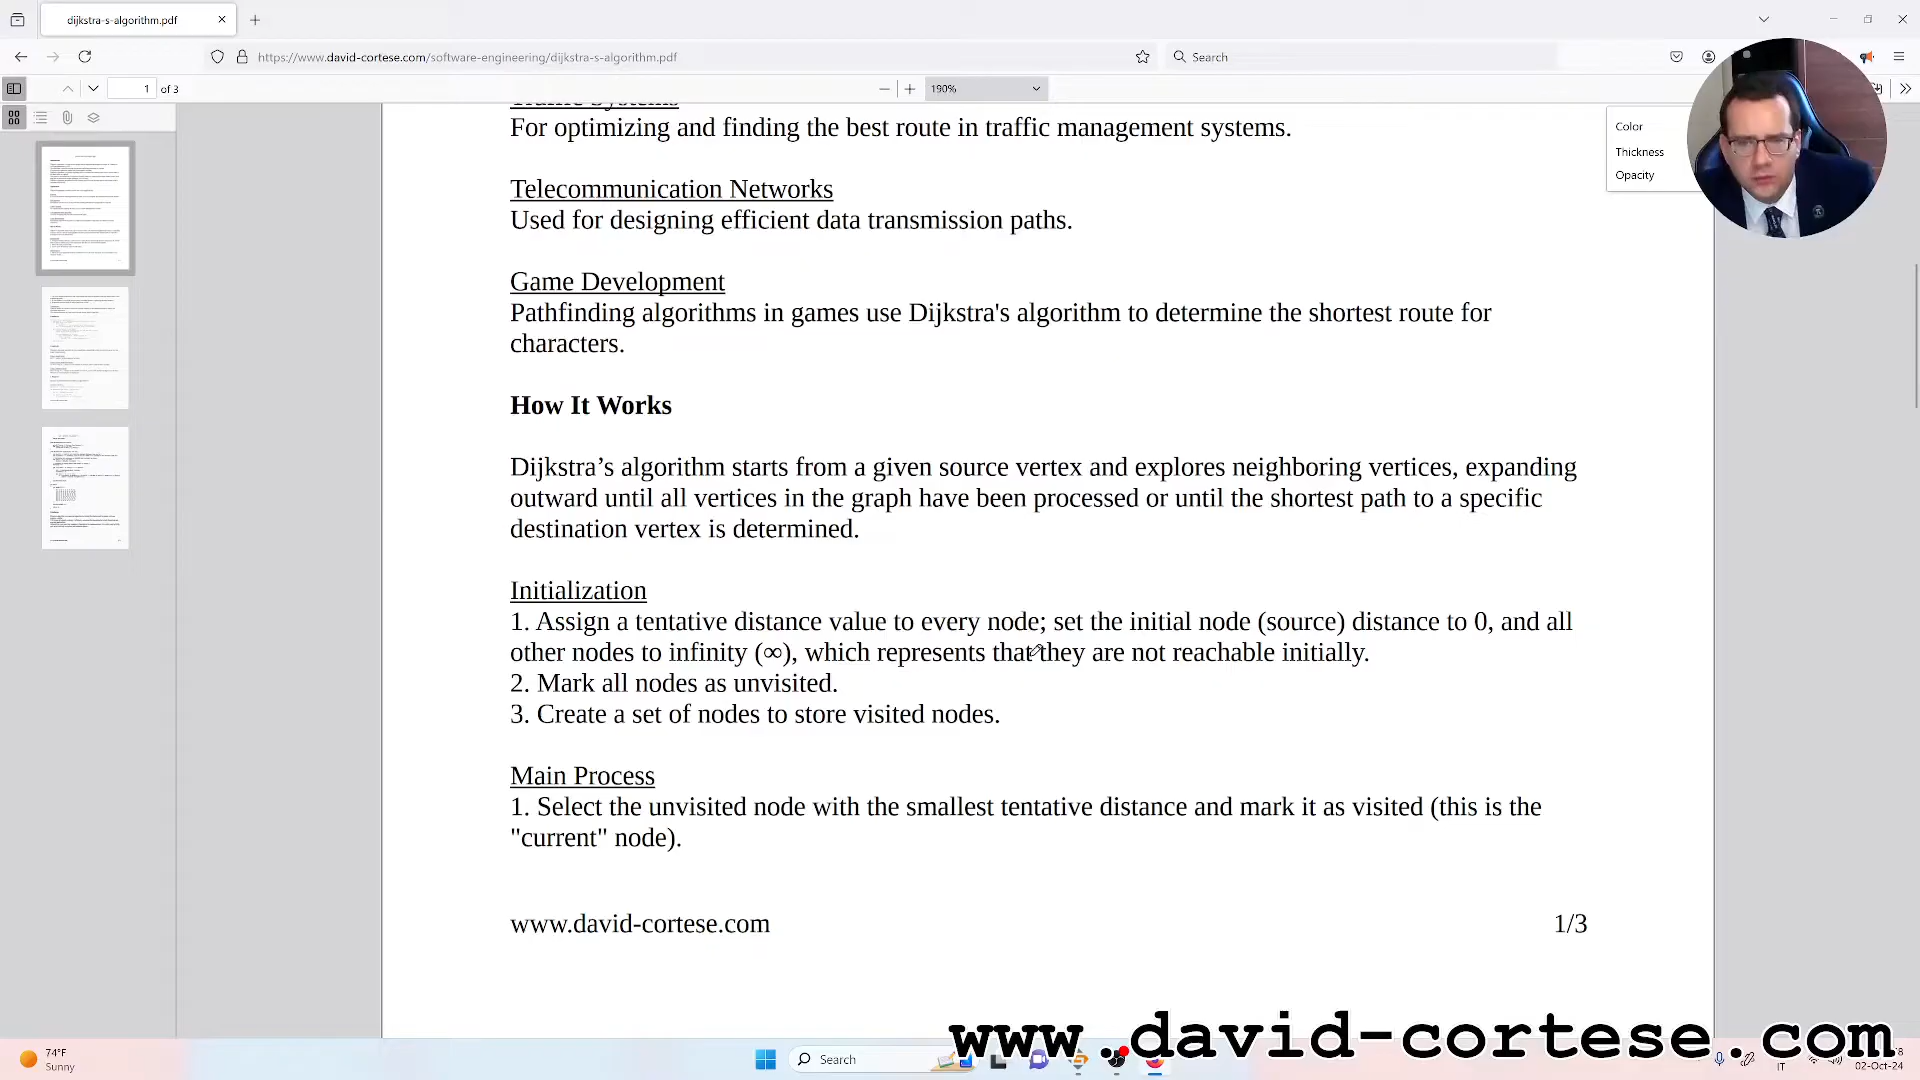 dijkstra-s-algorithm.pdf
https://www.david-cortese.com/software-engineering/dijkstra-s-algorithm.pdf
Search
1 of 3
190%
Color
Thickness
Opacity
For optimizing and finding the best route in traffic management systems.
Telecommunication Networks
Used for designing efficient data transmission paths.
Game Development
Pathfinding algorithms in games use Dijkstra's algorithm to determine the shortest route for
characters.
How It Works
Dijkstra’s algorithm starts from a given source vertex and explores neighboring vertices, expanding
outward until all vertices in the graph have been processed or until the shortest path to a specific
destination vertex is determined.
Initialization
1. Assign a tentative distance value to every node; set the initial node (source) distance to 0, and all
other nodes to infinity (∞), which represents that they are not reachable initially.
2. Mark all nodes as unvisited.
3. Create a set of nodes to store visited nodes.
Main Process
1. Select the unvisited node with the smallest tentative distance and mark it as visited (this is the
"current" node).
www.david-cortese.com 1/3
www.david-cortese.com
74°F
Sunny
Search
IT
02-Oct-24